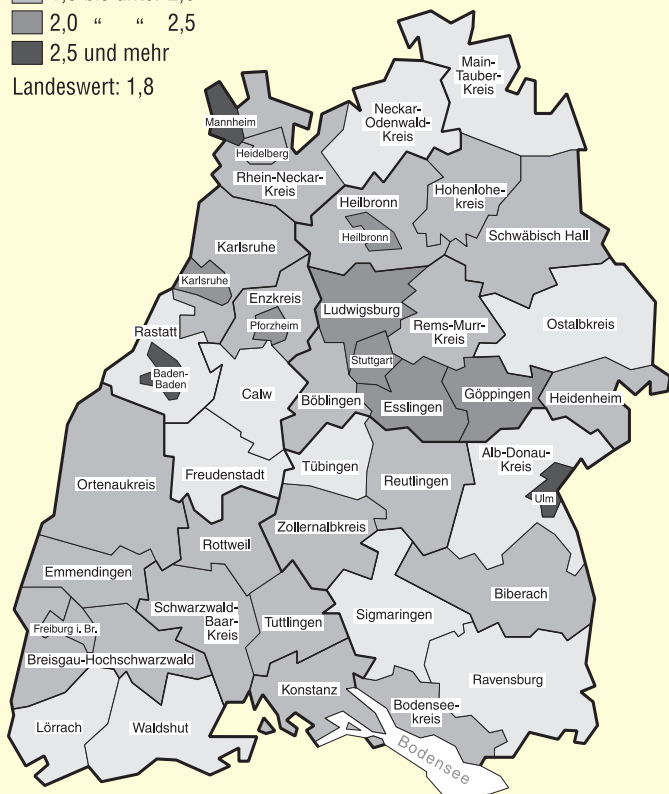 2,0 “ “ 2,5
2,5 und mehr
Landeswert: 1,8
Main-
Tauber-
Kreis
Neckar-
Odenwald-
Kreis
Mannheim
Heidelberg
Rhein-Neckar-
Kreis
Hohenlohe-
kreis
Heilbronn
Heilbronn
Schwäbisch Hall
Karlsruhe
Karlsruhe
Enzkreis
Pforzheim
Ludwigsburg
Rems-Murr-
Kreis
Ostalbkreis
Rastatt
Stuttgart
Baden-
Baden
Calw
Böblingen
Esslingen
Göppingen
Heidenheim
Alb-Donau-
Kreis
Freudenstadt
Tübingen
Reutlingen
Ortenaukreis
Ulm
Zollernalbkreis
Rottweil
Emmendingen
Biberach
Schwarzwald-
Baar-
Kreis
Tuttlingen
Sigmaringen
Freiburg i. Br.
Breisgau-Hochschwarzwald
Ravensburg
Konstanz
Bodensee-
kreis
Lörrach
Waldshut
Bodensee